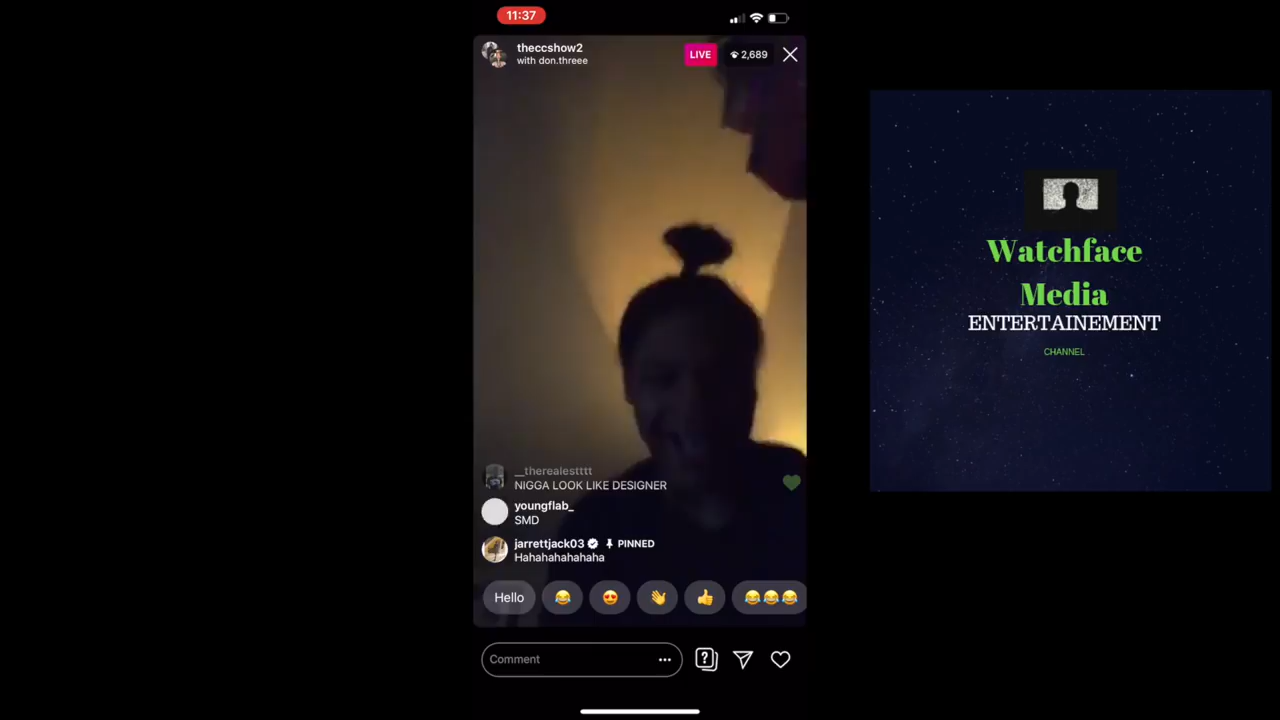 11:37
theccshow2
with don.threee
LIVE
2,689
__therealestttt
NIGGA LOOK LIKE DESIGNER
youngflab_
SMD
jarrettjack03 PINNED
Hahahahahahaha
Hello
Comment
Watchface
Media
ENTERTAINEMENT
CHANNEL